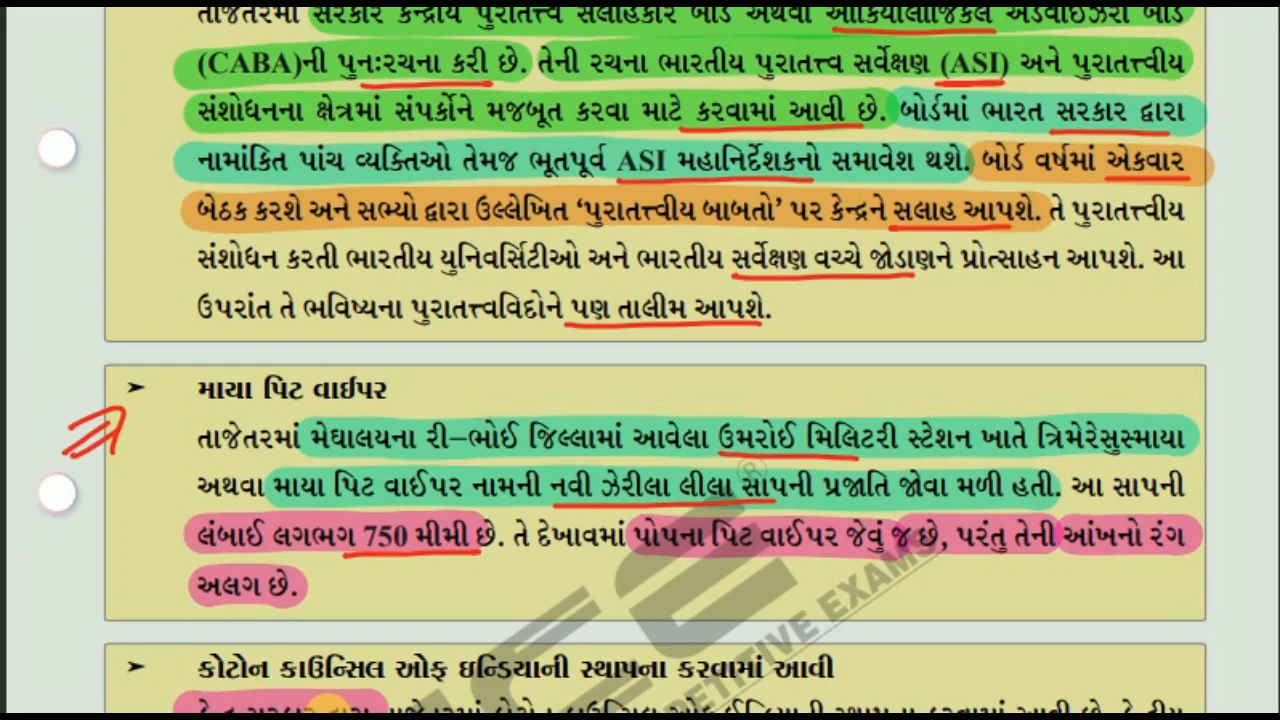 તાજેતરમાં સરકારે કેન્દ્રીય પુરાતત્ત્વ સલાહકાર બોર્ડ અથવા આર્કિયોલોજિકલ એડવાઈઝરી બોર્ડ
(CABA)ની પુનઃરચના કરી છે. તેની રચના ભારતીય પુરાતત્ત્વ સર્વેક્ષણ (ASI) અને પુરાતત્ત્વીય
સંશોધનના ક્ષેત્રમાં સંપર્કોને મજબૂત કરવા માટે કરવામાં આવી છે. બોર્ડમાં ભારત સરકાર દ્વારા
નામાંકિત પાંચ વ્યક્તિઓ તેમજ ભૂતપૂર્વ ASI મહાનિર્દેશકનો સમાવેશ થશે. બોર્ડ વર્ષમાં એકવાર
બેઠક કરશે અને સભ્યો દ્વારા ઉલ્લેખિત ‘પુરાતત્ત્વીય બાબતો’ પર કેન્દ્રને સલાહ આપશે. તે પુરાતત્ત્વીય
સંશોધન કરતી ભારતીય યુનિવર્સિટીઓ અને ભારતીય સર્વેક્ષણ વચ્ચે જોડાણને પ્રોત્સાહન આપશે. આ
ઉપરાંત તે ભવિષ્યના પુરાતત્ત્વવિદોને પણ તાલીમ આપશે.
➤ માયા પિટ વાઈપર
તાજેતરમાં મેઘાલયના રી–ભોઈ જિલ્લામાં આવેલા ઉમરોઈ મિલિટરી સ્ટેશન ખાતે ત્રિમેરેસુસ્માયા
અથવા માયા પિટ વાઈપર નામની નવી ઝેરીલા લીલા સાપની પ્રજાતિ જોવા મળી હતી. આ સાપની
લંબાઈ લગભગ 750 મીમી છે. તે દેખાવમાં પોપના પિટ વાઈપર જેવું જ છે, પરંતુ તેની આંખનો રંગ
અલગ છે.
➤ કોટોન કાઉન્સિલ ઓફ ઇન્ડિયાની સ્થાપના કરવામાં આવી